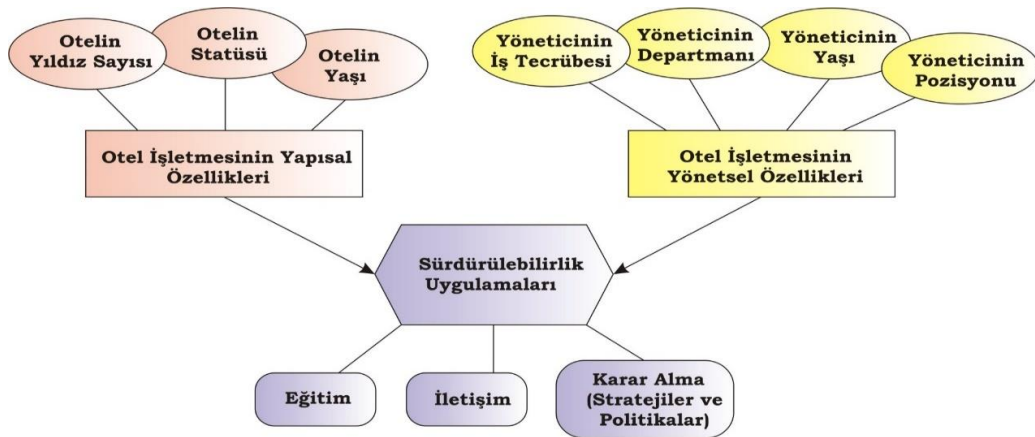 Otelin
Yıldız Sayısı
Otelin
Statüsü
Otelin
Yaşı
Yöneticinin
İş Tecrübesi
Yöneticinin
Departmanı
Yöneticinin
Yaşı
Yöneticinin
Pozisyonu
Otel İşletmesinin Yapısal
Özellikleri
Otel İşletmesinin
Yönetsel Özellikleri
Sürdürülebilirlik
Uygulamaları
Eğitim
İletişim
Karar Alma
(Stratejiler ve
Politikalar)